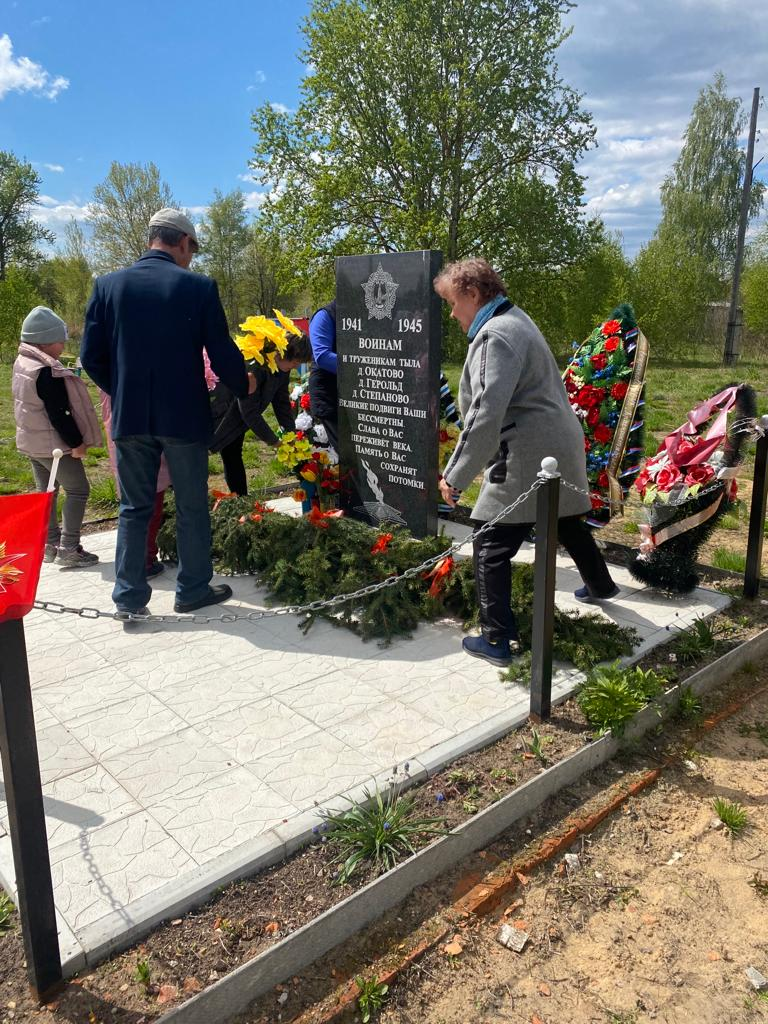 1941 1945
ВОИНАМ
И ТРУЖЕНИКАМ ТЫЛА
Д. ОКАТОВО
Д. ГЕРОЛЬД
Д. СТЕПАНОВО
ВЕЛИКИЕ ПОДВИГИ ВАШИ
БЕССМЕРТНЫ
СЛАВА О ВАС
ПЕРЕЖИВЁТ ВЕКА.
ПАМЯТЬ О ВАС
СОХРАНЯТ
ПОТОМКИ.